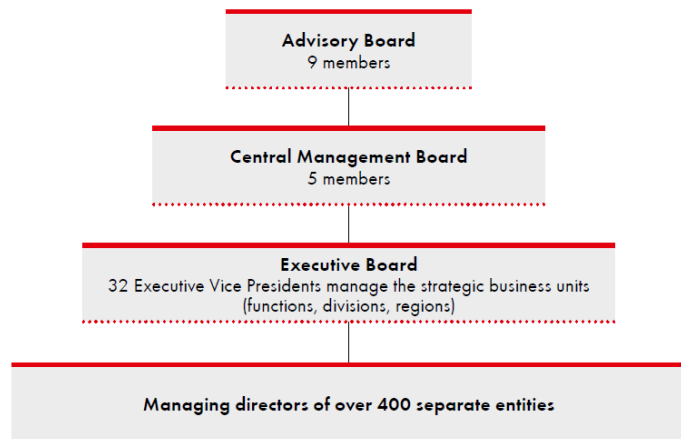 Advisory Board
9 members
Central Management Board
5 members
Executive Board
32 Executive Vice Presidents manage the strategic business units
(functions, divisions, regions)
Managing directors of over 400 separate entities